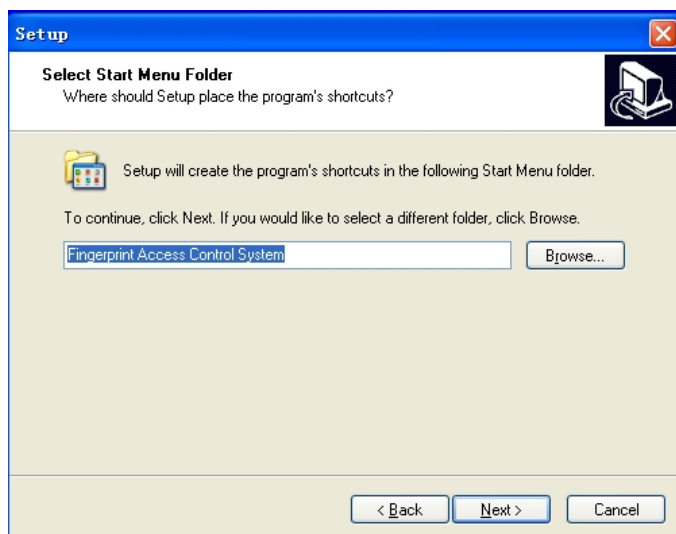 Setup
Select Start Menu Folder
Where should Setup place the program's shortcuts?
Setup will create the program's shortcuts in the following Start Menu folder.
To continue, click Next. If you would like to select a different folder, click Browse.
Fingerprint Access Control System
Browse...
< Back
Next >
Cancel